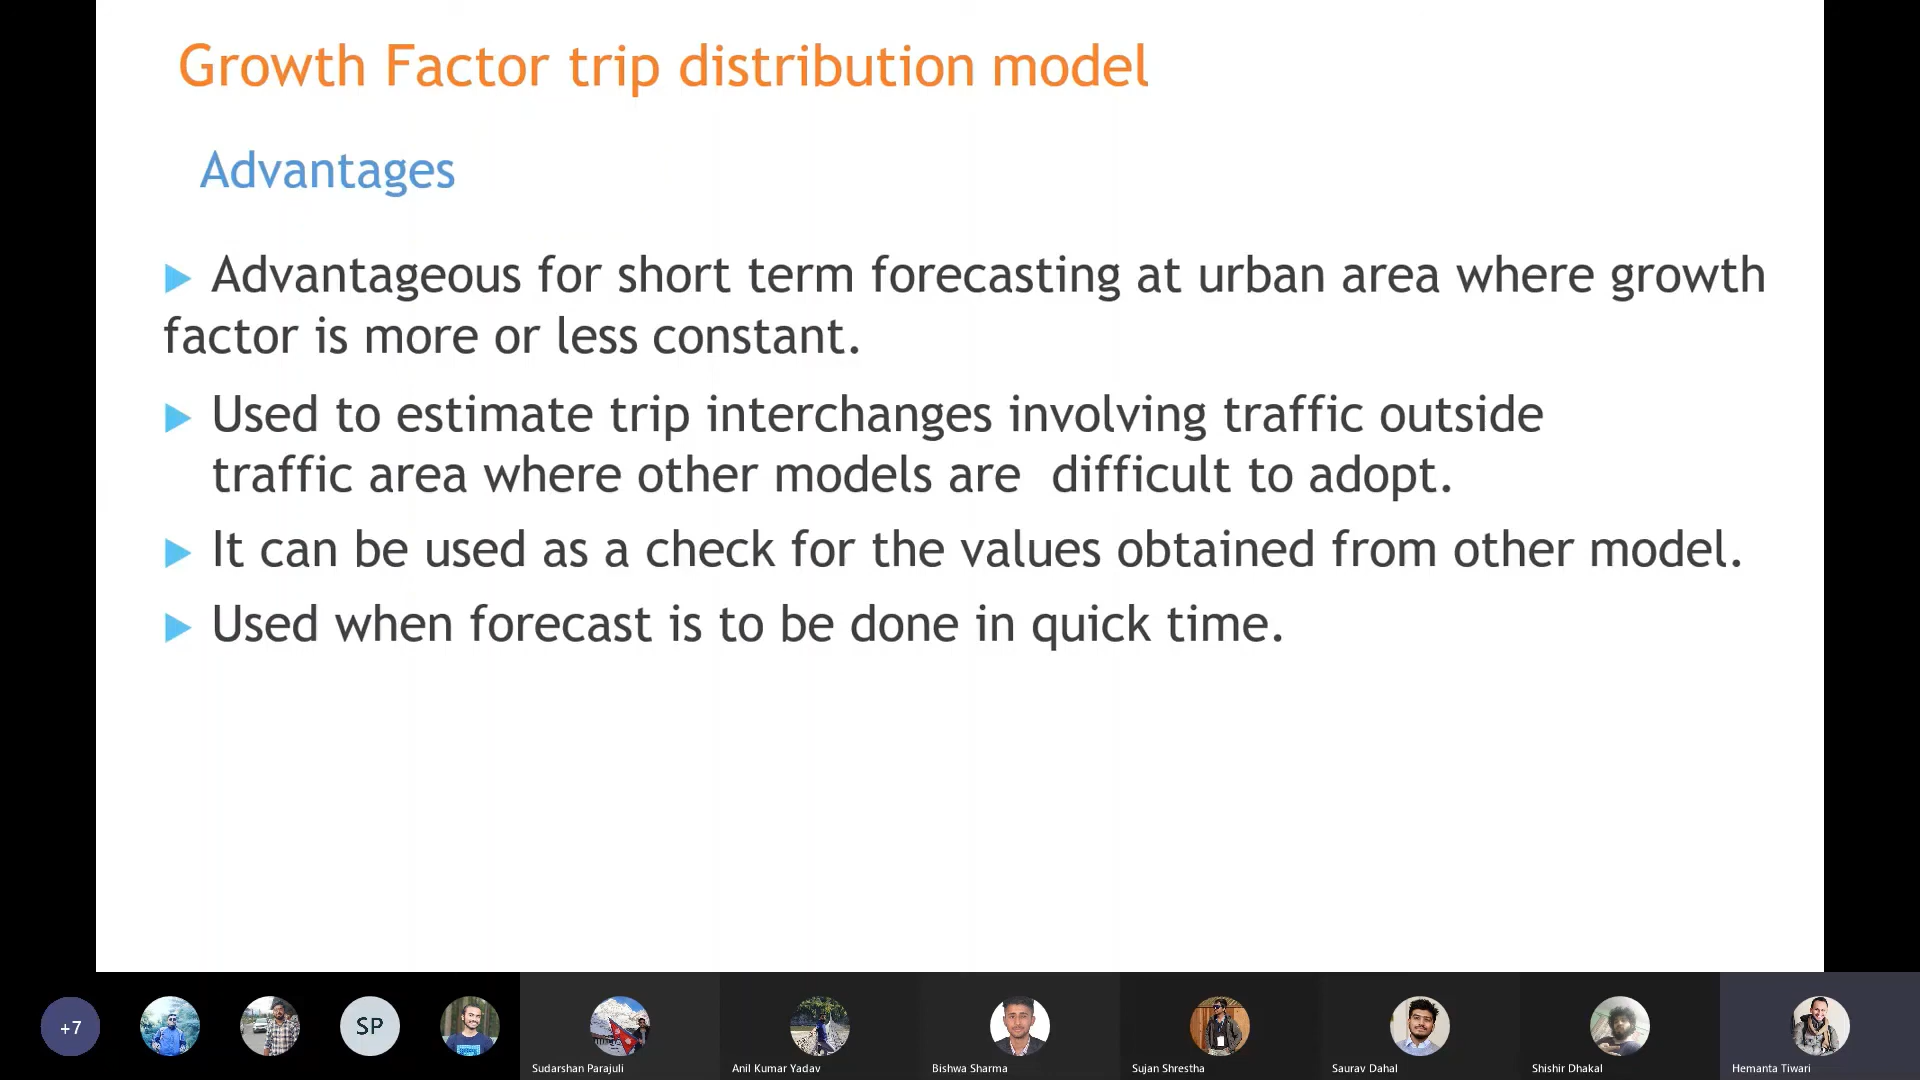 Growth Factor trip distribution model
Advantages
Advantageous for short term forecasting at urban area where growth
factor is more or less constant.
Used to estimate trip interchanges involving traffic outside
traffic area where other models are difficult to adopt.
It can be used as a check for the values obtained from other model.
Used when forecast is to be done in quick time.
+7
SP
Sudarshan Parajuli
Anil Kumar Yadav
Bishwa Sharma
Sujan Shrestha
Saurav Dahal
Shishir Dhakal
Hemanta Tiwari